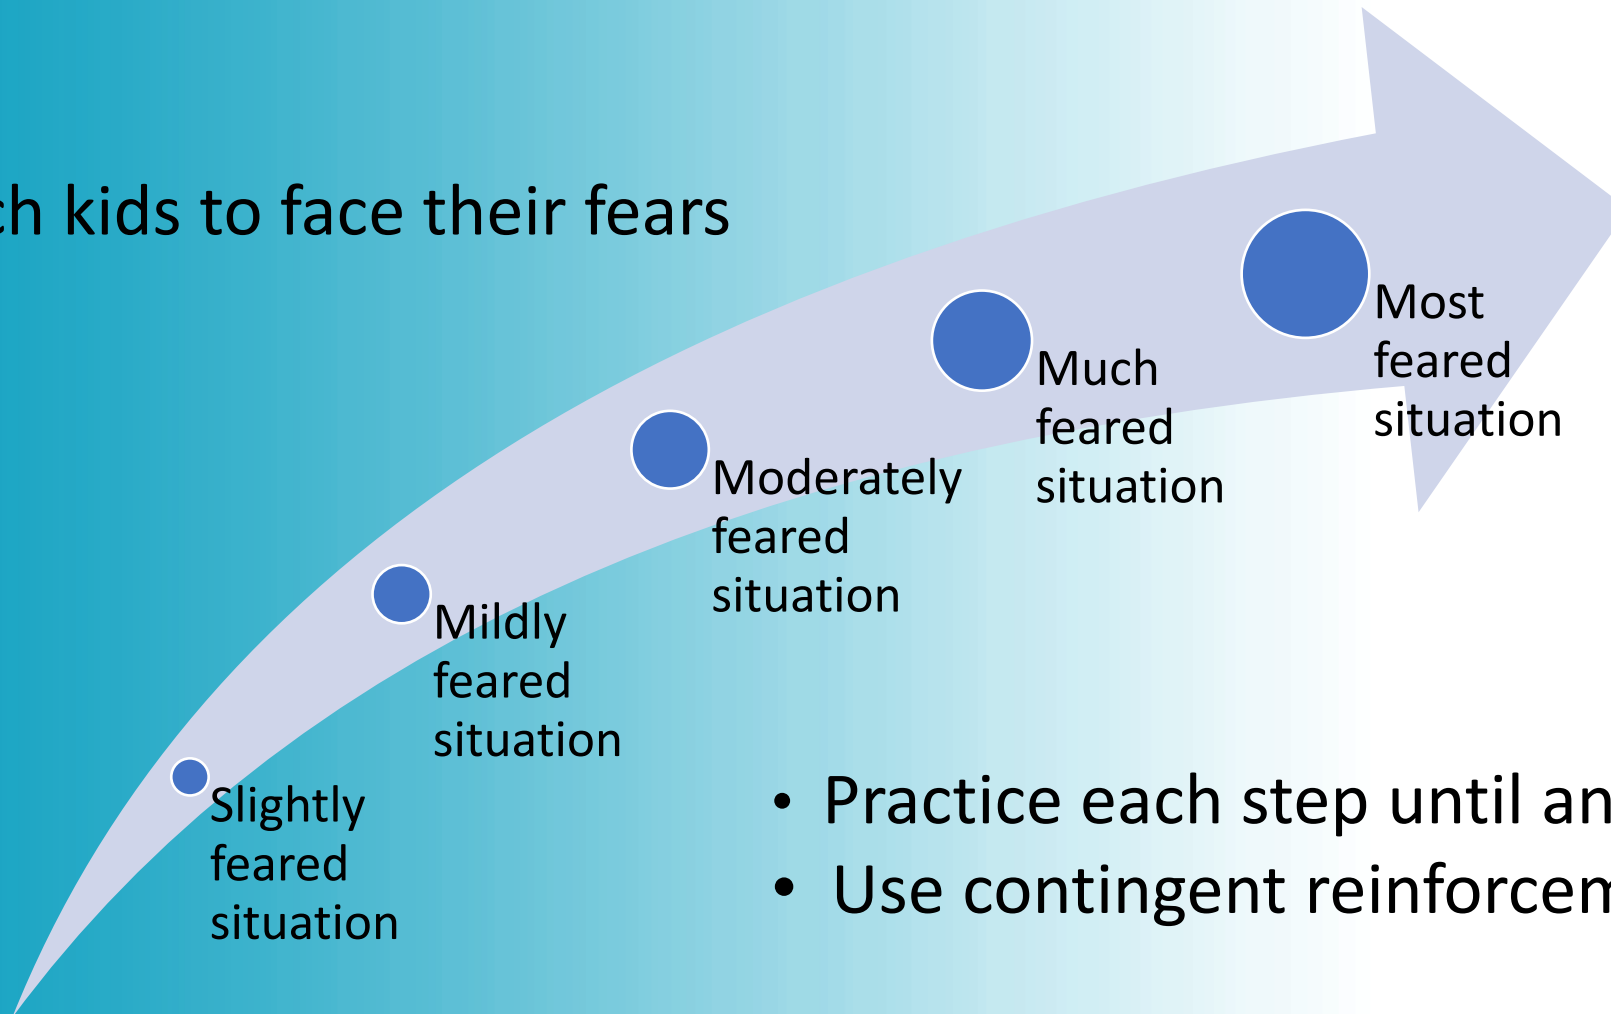 ch kids to face their fears
Most
feared
situation
Much
feared
situation
Moderately
feared
situation
Mildly
feared
situation
Slightly
feared
situation
• Practice each step until an
• Use contingent reinforcem